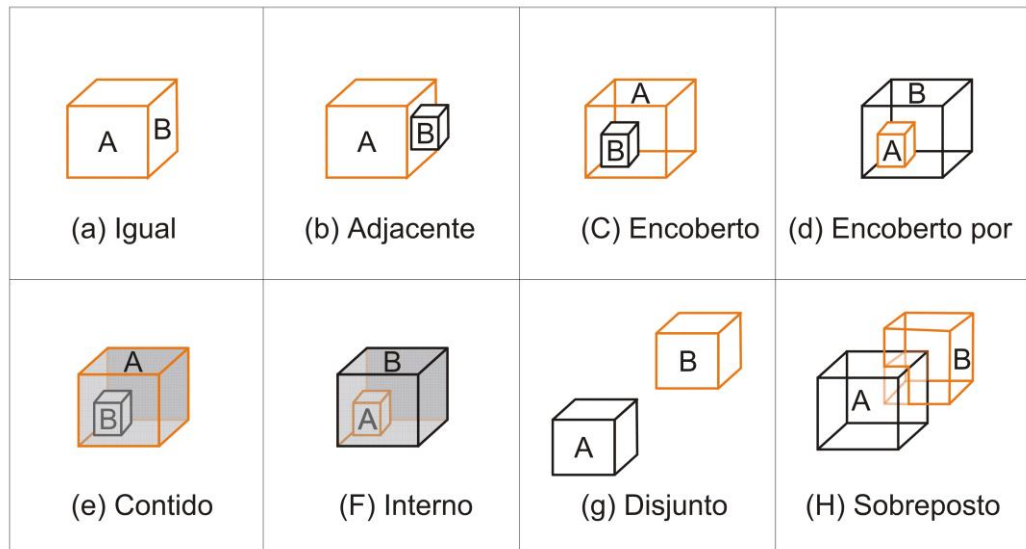 A
B
(a) Igual
A
B
(b) Adjacente
A
B
(C) Encoberto
B
A
(d) Encoberto por
A
B
(e) Contido
B
A
(F) Interno
B
A
(g) Disjunto
B
A
(H) Sobreposto